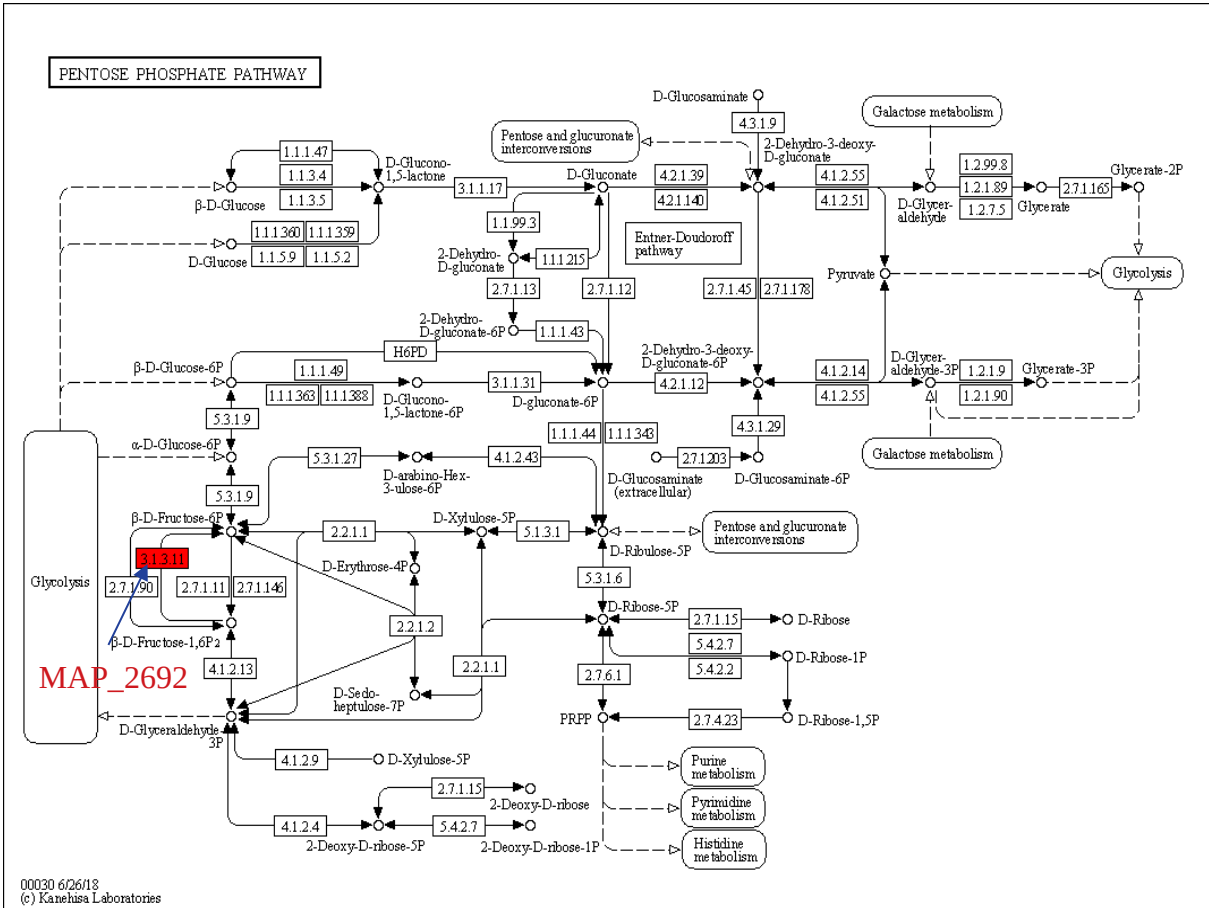 PENTOSE PHOSPHATE PATHWAY
D-Glucosaminate
4.3.1.9
Galactose metabolism
Pentose and glucuronate
interconversions
2-Dehydro-3-deoxy-
D-gluconate
1.1.1.47
1.1.3.4
1.1.3.5
D-Glucono-
1,5-lactone
3.1.1.17
D-Gluconate
4.2.1.39
4.2.1.140
4.1.2.55
4.1.2.51
1.2.99.8
1.2.1.89
1.2.7.5
D-Glycer-
aldehyde
Glycerate
2.7.1.165
Glycerate-2P
β-D-Glucose
1.1.1.360
1.1.1.359
1.1.5.9
1.1.5.2
D-Glucose
1.1.99.3
2-Dehydro-
D-gluconate
1.1.1.215
Entner-Doudoroff
pathway
Pyruvate
Glycolysis
2.7.1.13
2.7.1.12
2.7.1.45
2.7.1.178
2-Dehydro-
D-gluconate-6P
1.1.1.43
H6PD
β-D-Glucose-6P
1.1.1.49
1.1.1.363
1.1.1.388
D-Glucono-
1,5-lactone-6P
3.1.1.31
D-gluconate-6P
2-Dehydro-3-deoxy-
D-gluconate-6P
4.2.1.12
4.1.2.14
4.1.2.55
D-Glycer-
aldehyde-3P
1.2.1.9
1.2.1.90
Glycerate-3P
5.3.1.9
α-D-Glucose-6P
1.1.1.44
1.1.1.343
4.3.1.29
Galactose metabolism
5.3.1.27
D-arabino-Hex-
3-ulose-6P
4.1.2.43
D-Glucosaminate
(extracellular)
2.7.1.203
D-Glucosaminate-6P
5.3.1.9
β-D-Fructose-6P
2.2.1.1
D-Xylulose-5P
5.1.3.1
D-Ribulose-5P
Pentose and glucuronate
interconversions
Glycolysis
3.1.3.11
2.7.1.90
2.7.1.11
2.7.1.146
D-Erythrose-4P
5.3.1.6
2.2.1.2
D-Ribose-5P
2.7.1.15
D-Ribose
β-D-Fructose-1,6P2
5.4.2.7
5.4.2.2
D-Ribose-1P
MAP_2692
4.1.2.13
2.2.1.1
2.7.6.1
D-Sedo-
heptulose-7P
D-Glyceraldehyde-
3P
PRPP
2.7.4.23
D-Ribose-1,5P
4.1.2.9
D-Xylulose-5P
Purine
metabolism
2.7.1.15
2-Deoxy-D-ribose
Pyrimidine
metabolism
4.1.2.4
2-Deoxy-D-ribose-5P
5.4.2.7
2-Deoxy-D-ribose-1P
Histidine
metabolism
00030 6/26/18
(c) Kanehisa Laboratories